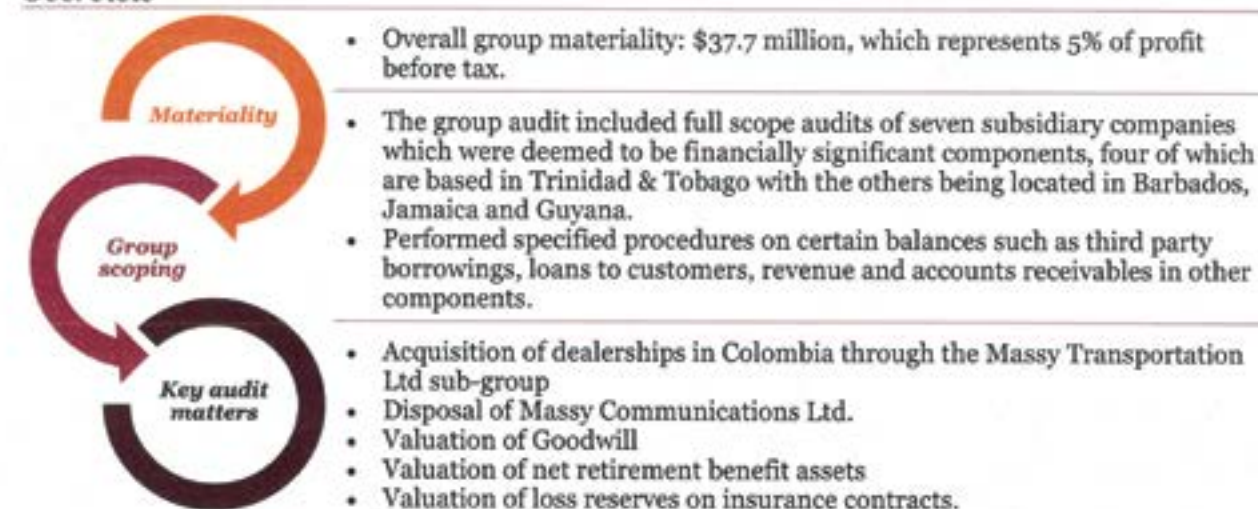 Materiality
• Overall group materiality: $37.7 million, which represents 5% of profit
before tax.
Group
scoping
• The group audit included full scope audits of seven subsidiary companies
which were deemed to be financially significant components, four of which
are based in Trinidad & Tobago with the others being located in Barbados,
Jamaica and Guyana.
• Performed specified procedures on certain balances such as third party
borrowings, loans to customers, revenue and accounts receivables in other
components.
Key audit
matters
• Acquisition of dealerships in Colombia through the Massy Transportation
Ltd sub-group
• Disposal of Massy Communications Ltd.
• Valuation of Goodwill
• Valuation of net retirement benefit assets
• Valuation of loss reserves on insurance contracts.